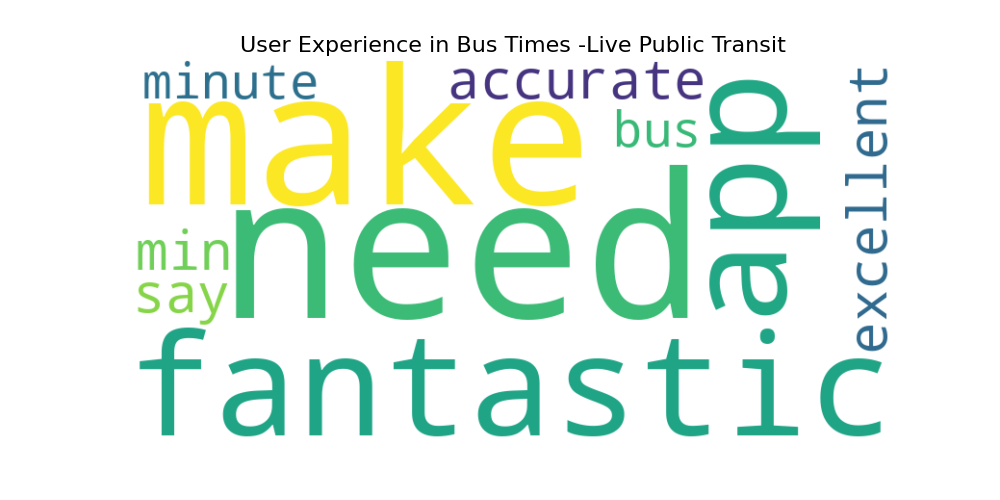 User Experience in Bus Times -Live Public Transit
minute
accurate
make
bus
app
excellent
need
min
say
fantastic